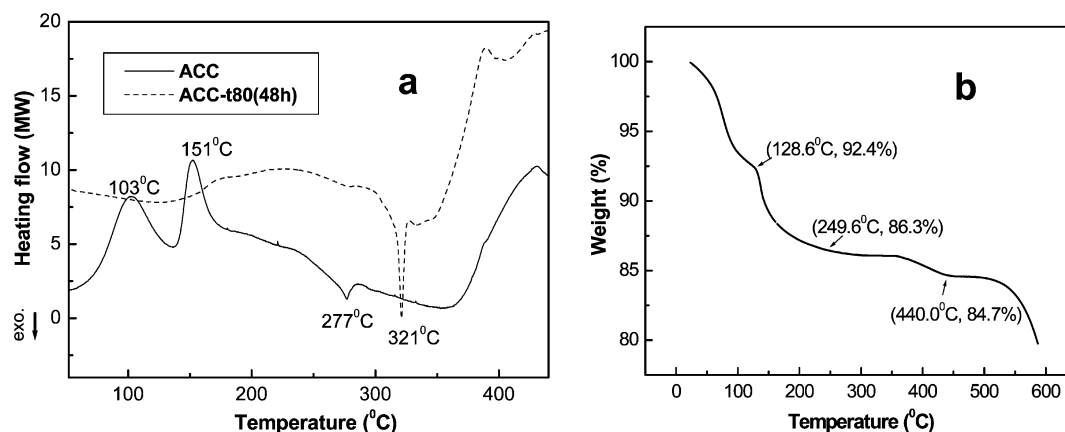 20
15
10
5
0
Heating flow (MW)
exo.
ACC
ACC-t80(48h)
a
103⁰C
151⁰C
277⁰C
321⁰C
100
200
300
400
Temperature (⁰C)
100
95
90
85
80
Weight (%)
b
(128.6⁰C, 92.4%)
(249.6⁰C, 86.3%)
(440.0⁰C, 84.7%)
0
100
200
300
400
500
600
Temperature (⁰C)